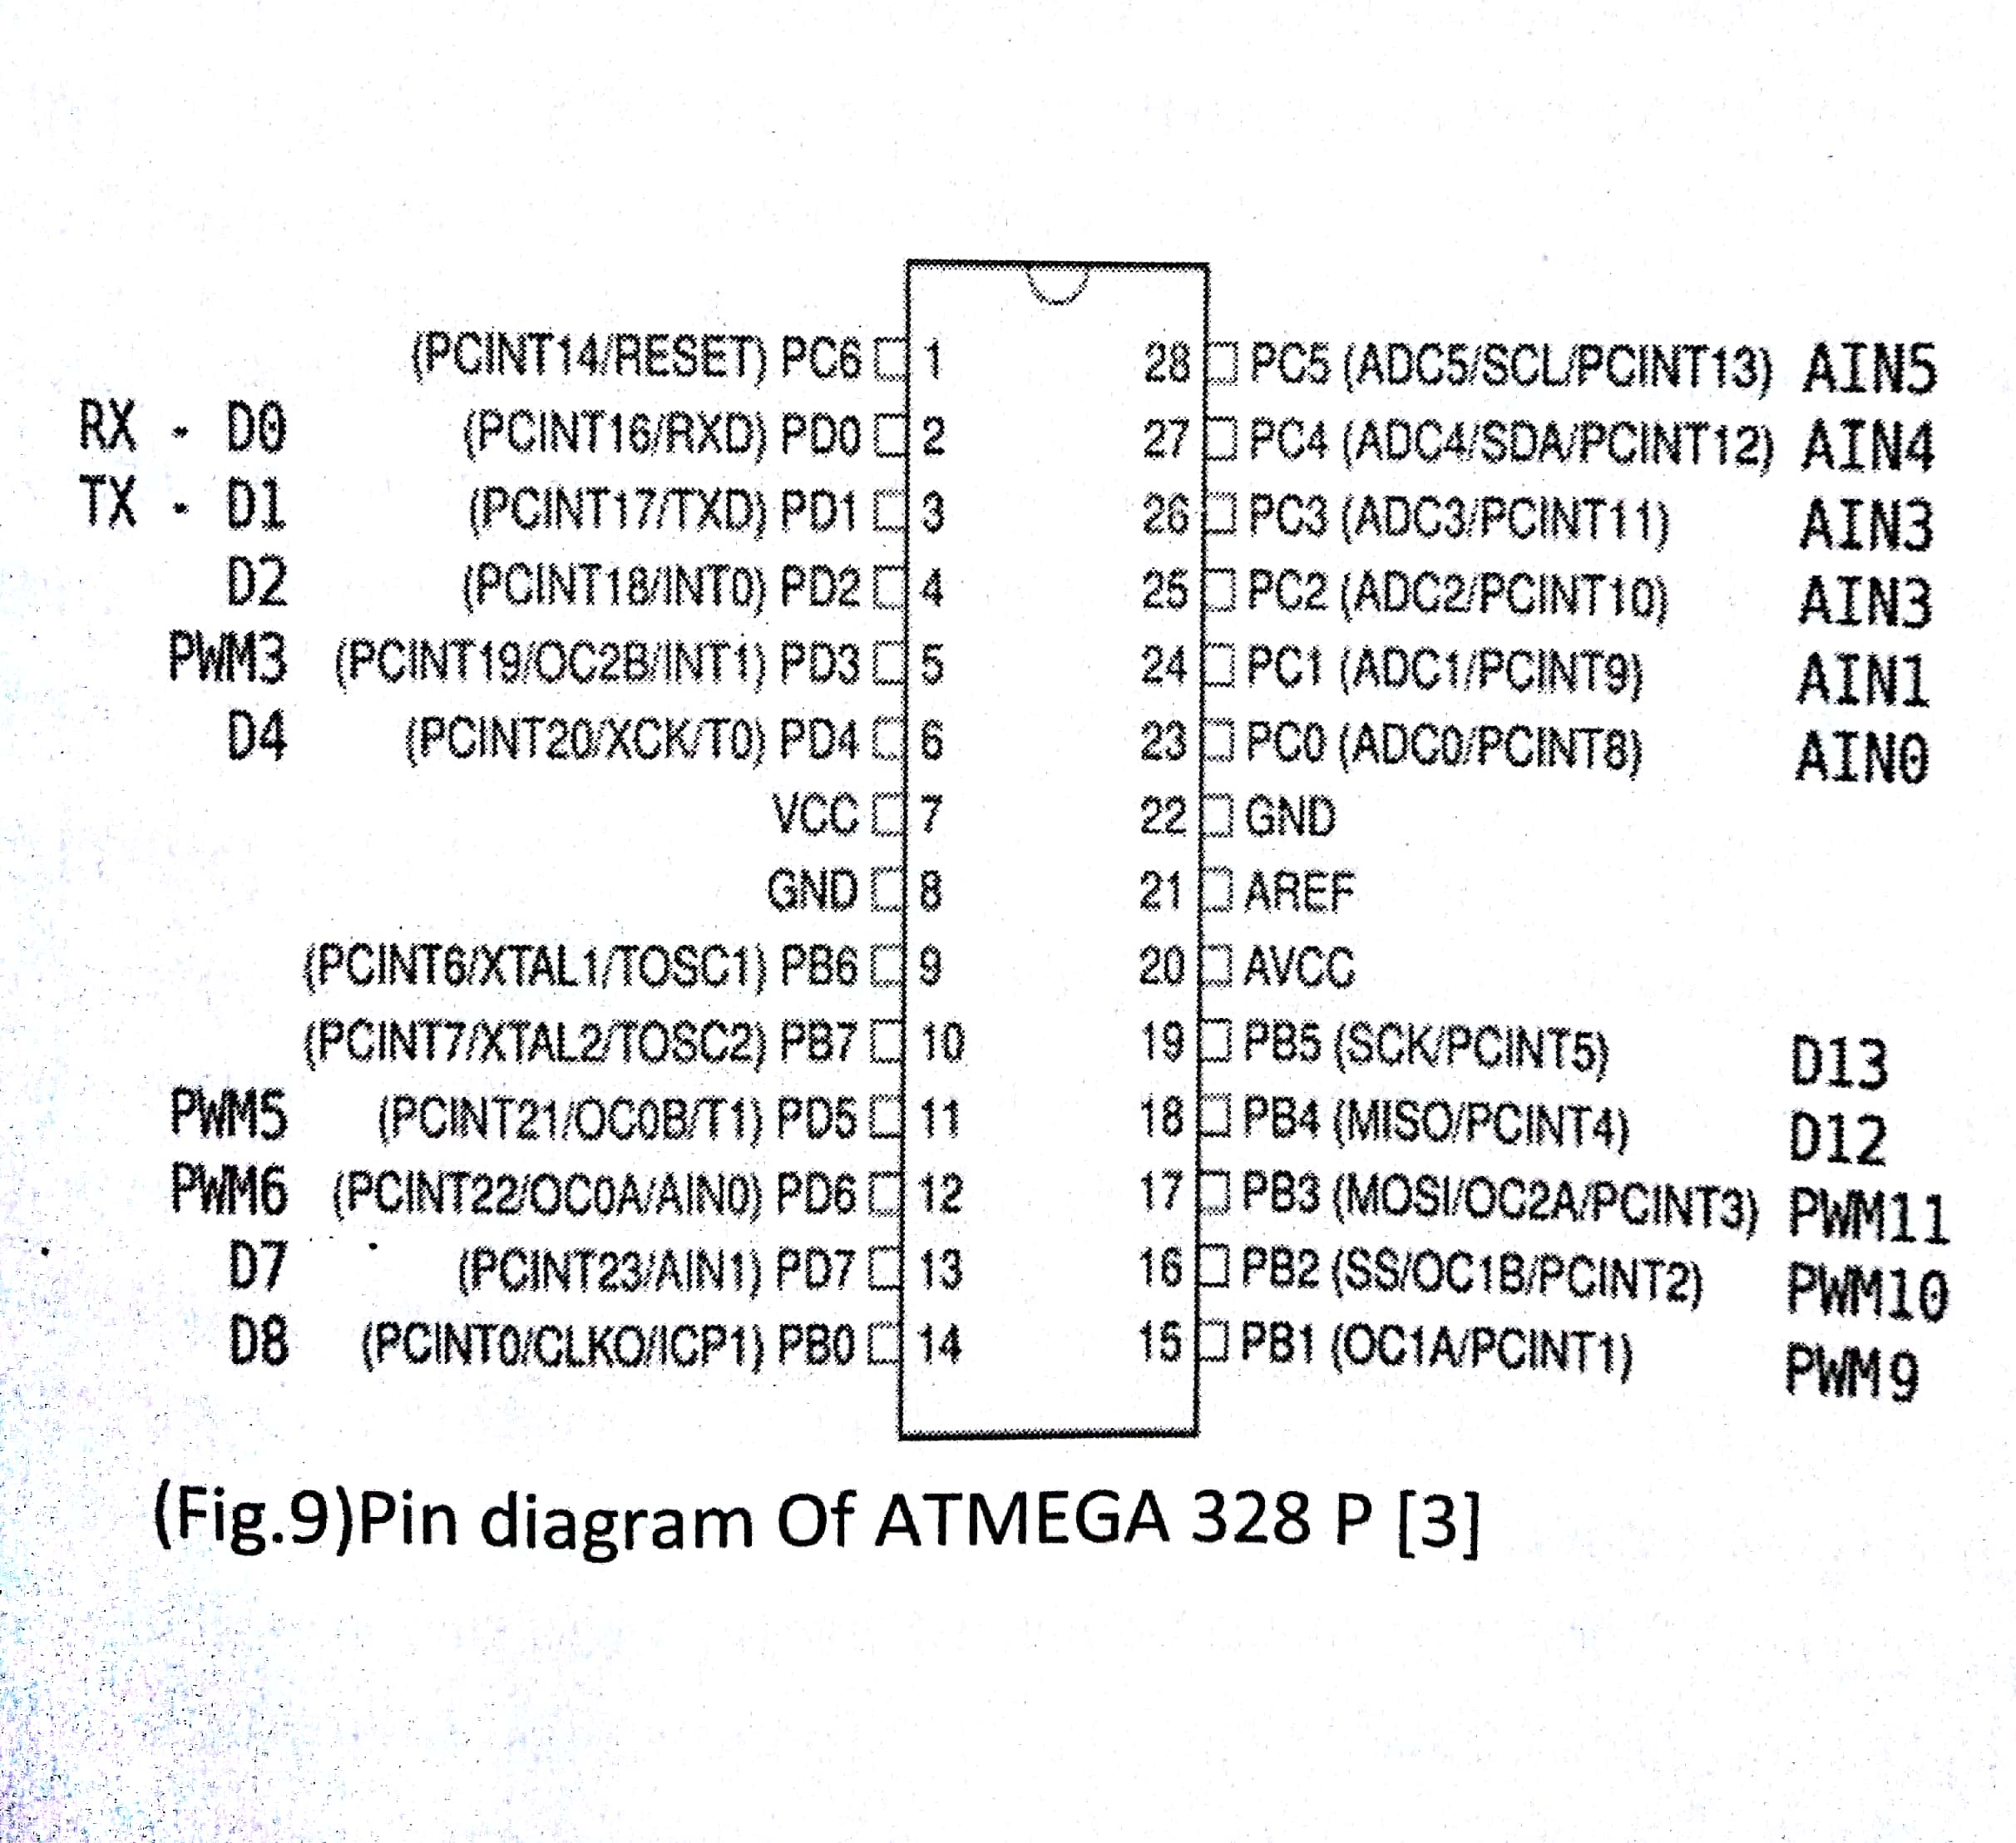 (PCINT14/RESET) PC6 1 28 PC5 (ADC5/SCL/PCINT13) AIN5
RX - D0 (PCINT16/RXD) PD0 2 27 PC4 (ADC4/SDA/PCINT12) AIN4
TX - D1 (PCINT17/TXD) PD1 3 26 PC3 (ADC3/PCINT11) AIN3
D2 (PCINT18/INT0) PD2 4 25 PC2 (ADC2/PCINT10) AIN3
PWM3 (PCINT19/OC2B/INT1) PD3 5 24 PC1 (ADC1/PCINT9) AIN1
D4 (PCINT20/XCK/T0) PD4 6 23 PC0 (ADC0/PCINT8) AIN0
VCC 7 22 GND
GND 8 21 AREF
(PCINT6/XTAL1/TOSC1) PB6 9 20 AVCC
(PCINT7/XTAL2/TOSC2) PB7 10 19 PB5 (SCK/PCINT5) D13
PWM5 (PCINT21/OC0B/T1) PD5 11 18 PB4 (MISO/PCINT4) D12
PWM6 (PCINT22/OC0A/AIN0) PD6 12 17 PB3 (MOSI/OC2A/PCINT3) PWM11
D7 (PCINT23/AIN1) PD7 13 16 PB2 (SS/OC1B/PCINT2) PWM10
D8 (PCINT0/CLKO/ICP1) PB0 14 15 PB1 (OC1A/PCINT1) PWM9
(Fig.9)Pin diagram Of ATMEGA 328 P [3]